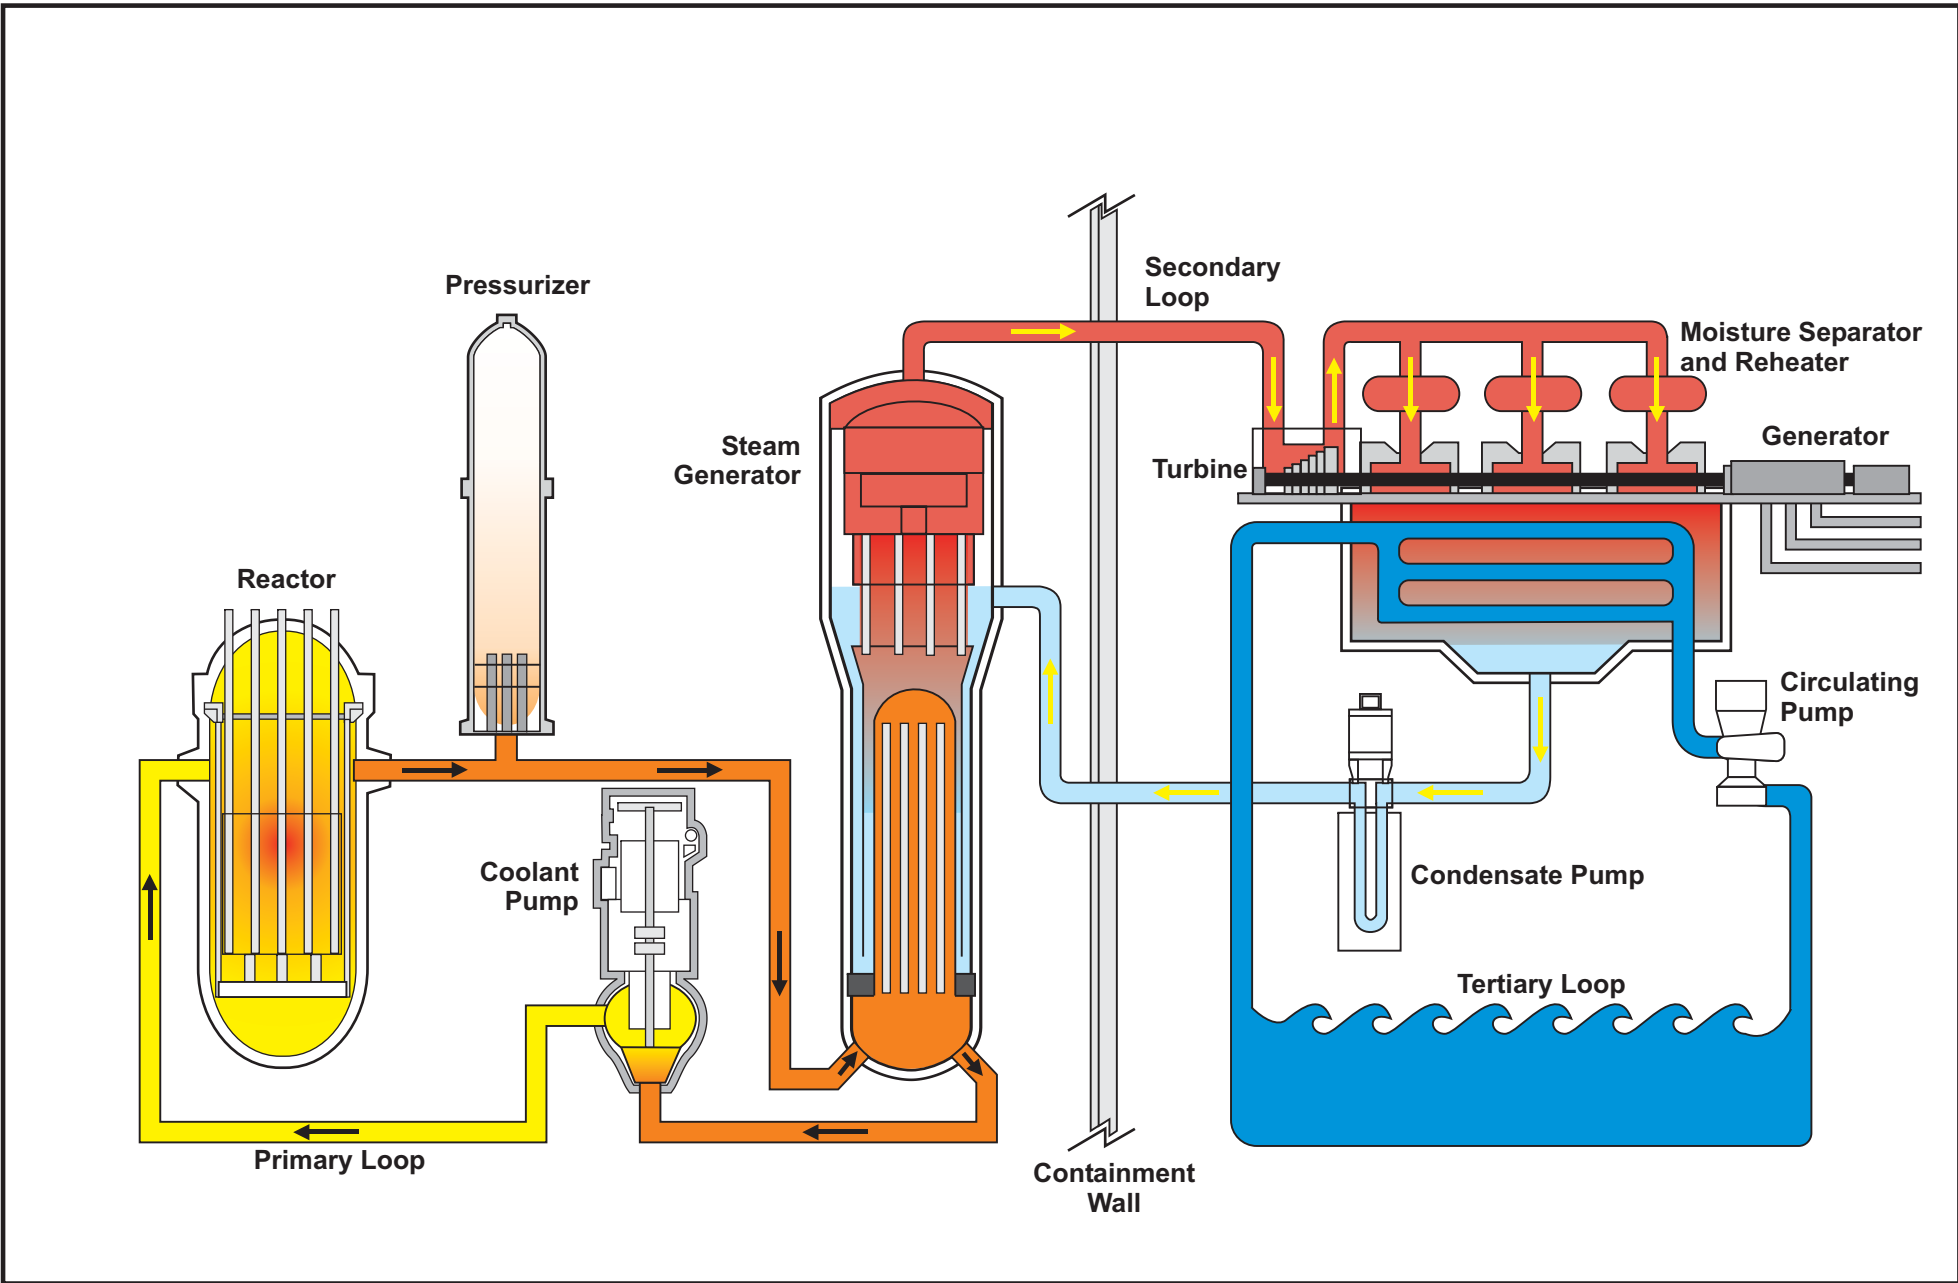 Secondary
Loop
Pressurizer
Moisture Separator
and Reheater
Steam
Generator
Generator
Turbine
Reactor
Circulating
Pump
Coolant
Pump
Condensate Pump
Tertiary Loop
Primary Loop
Containment
Wall